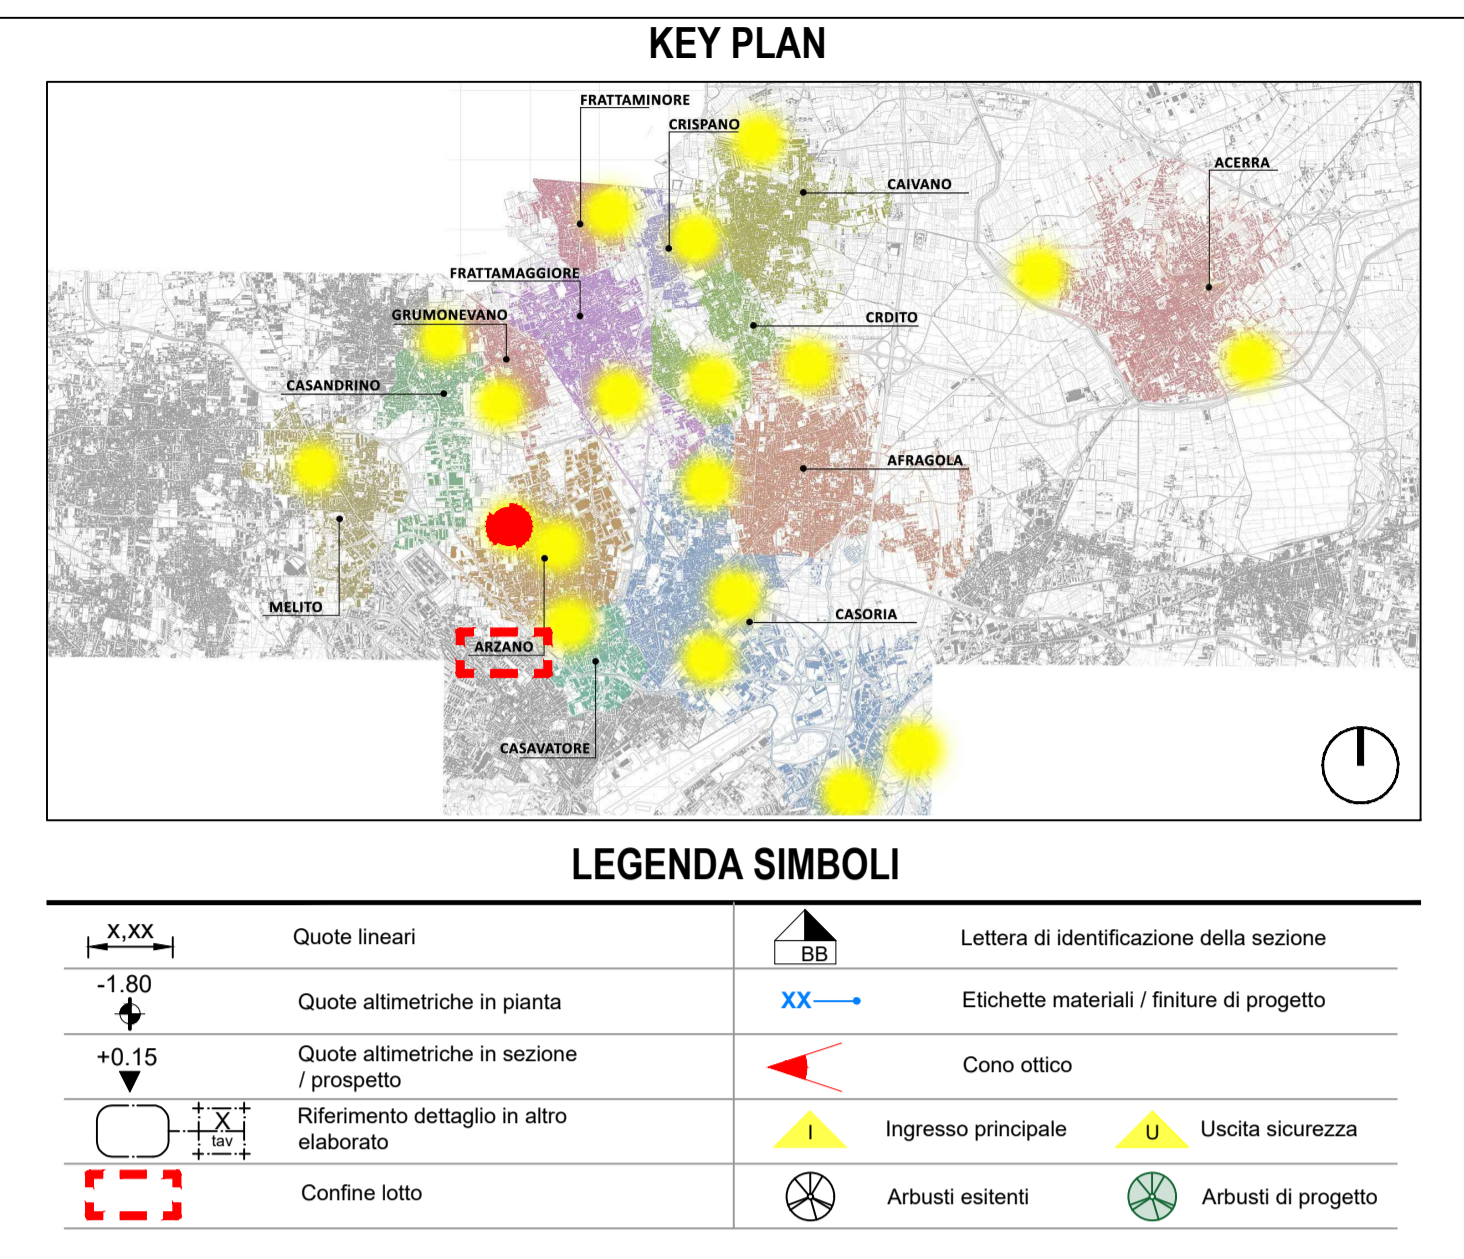 KEY PLAN
FRATTAMINORE
CRISPANO
CAIVANO
ACERRA
FRATTAMAGGIORE
GRUMONEVANO
CRDITO
CASANDRINO
AFRAGOLA
MELITO
CASORIA
ARZANO
CASAVATORE
LEGENDA SIMBOLI
x,xx
Quote lineari
BB
Lettera di identificazione della sezione
-1.80
Quote altimetriche in pianta
XX
Etichette materiali / finiture di progetto
+0.15
Quote altimetriche in sezione
/ prospetto
Cono ottico
X
tav
Riferimento dettaglio in altro
elaborato
I
Ingresso principale
U
Uscita sicurezza
Confine lotto
Arbusti esitenti
Arbusti di progetto